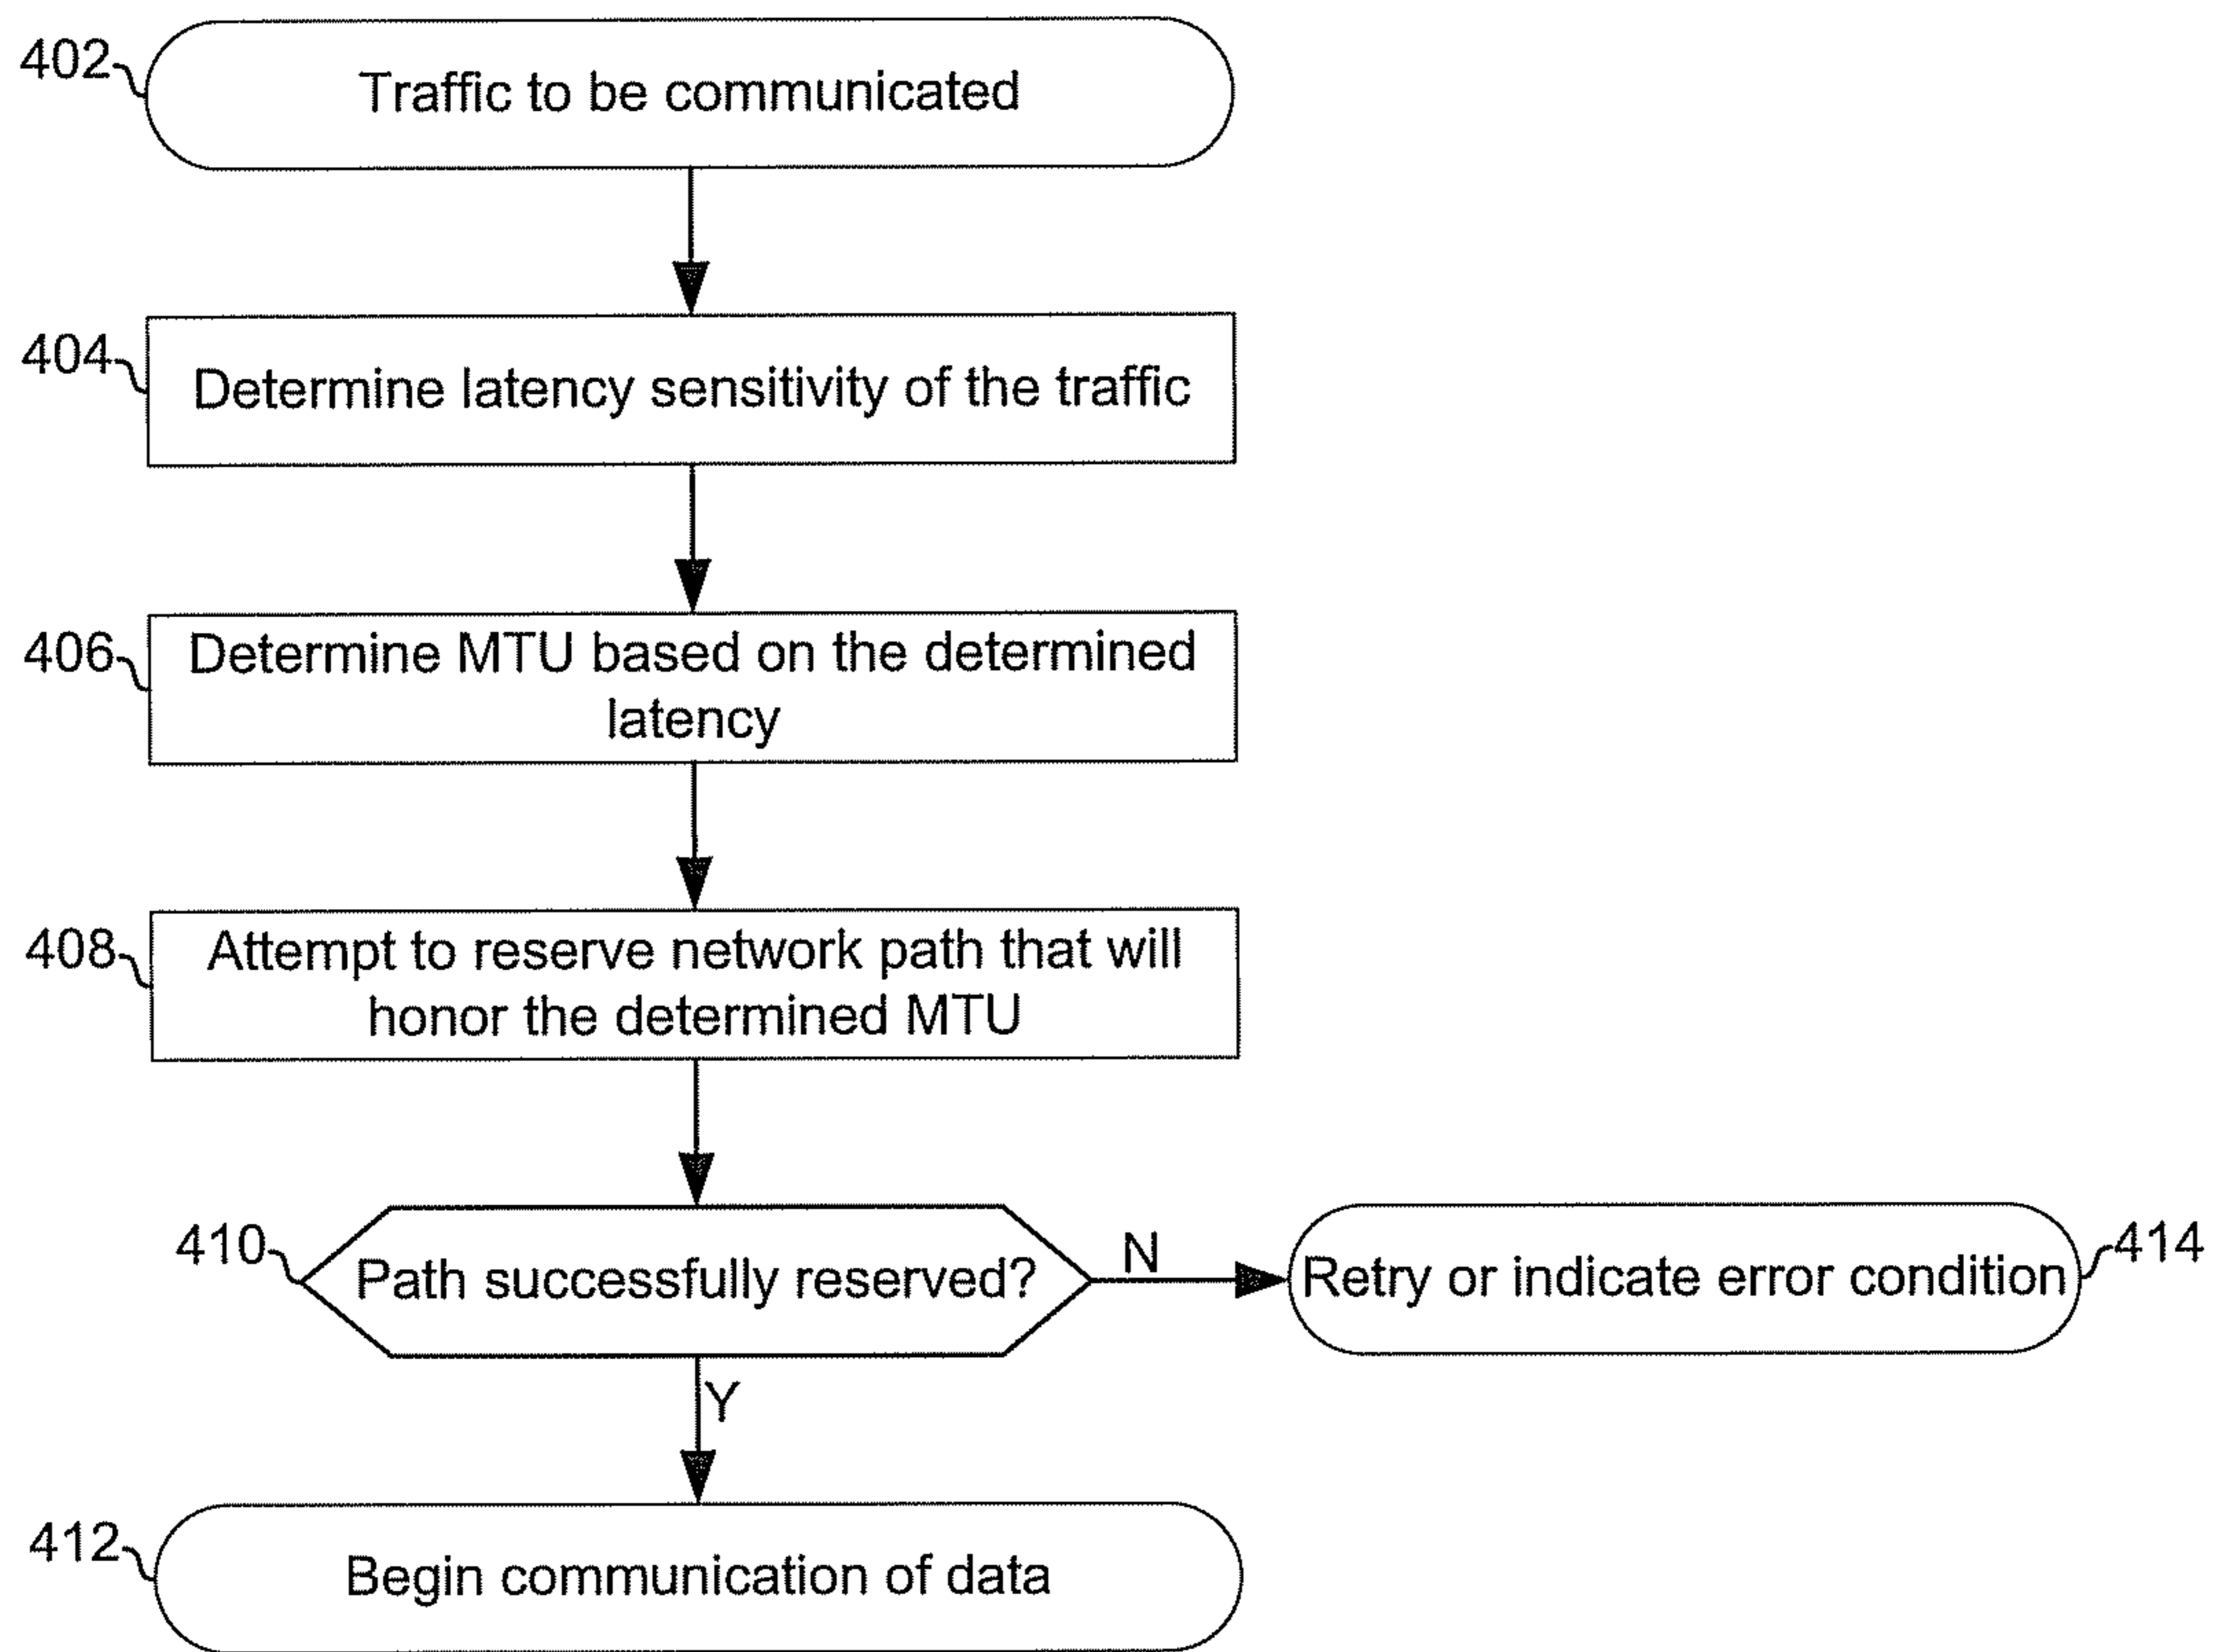 402
Traffic to be communicated
404
Determine latency sensitivity of the traffic
406
Determine MTU based on the determined
latency
408
Attempt to reserve network path that will
honor the determined MTU
410
Path successfully reserved?
N
Retry or indicate error condition
414
Y
412
Begin communication of data